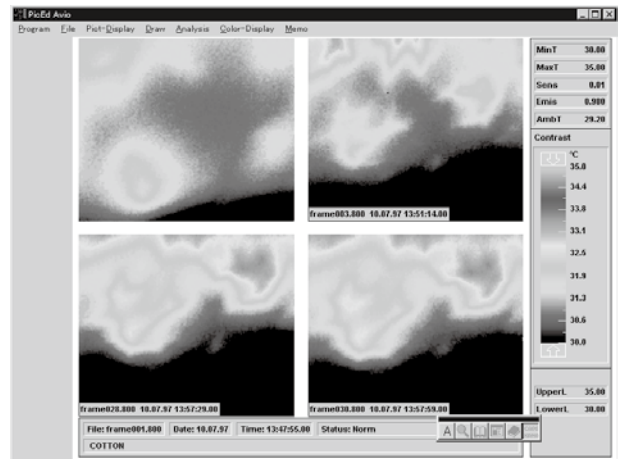 PicEd Avio
Program File Piot-Display Draw Analysis Color-Display Memo
MinT 30.00
MaxT 35.00
Sens 0.01
Emis 0.980
AmbT 29.20
Contrast
°C
35.0
34.4
33.8
33.1
32.5
31.9
31.3
30.6
30.0
frame003.800 10.07.97 13:51:14.00
frame028.800 10.07.97 13:57:29.00
frame030.800 10.07.97 13:57:59.00
UpperL 35.00
LowerL 30.00
File: frame001.800 Date: 10.07.97 Time: 13:47:55.00 Status: Norm
A
COTTON